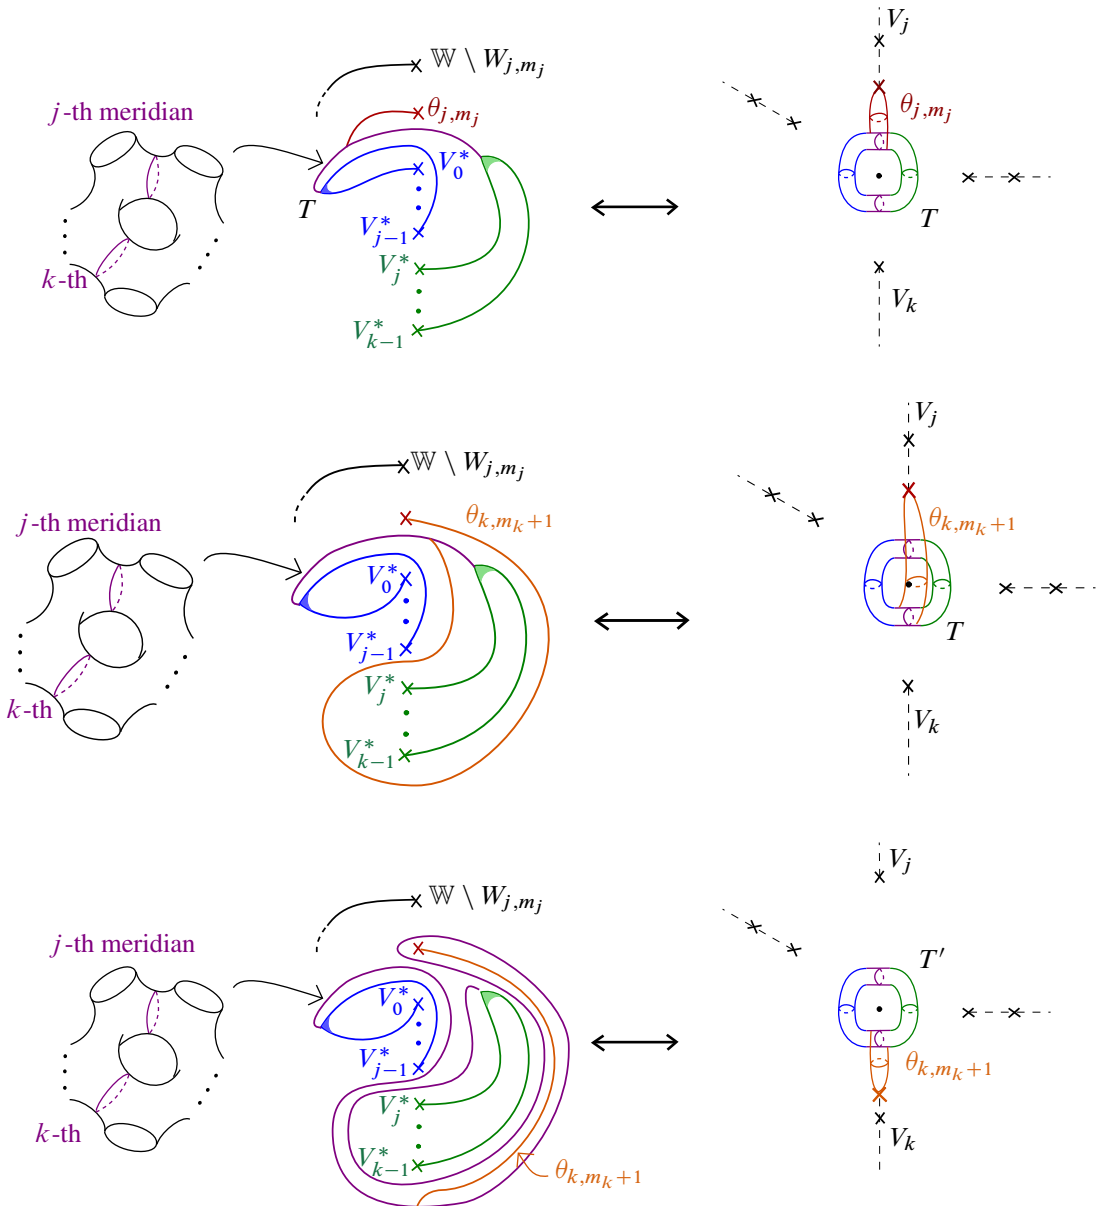 𝕎 \ W_{j,m_j}
j-th meridian
θ_{j,m_j}
V_0^*
T
V_{j−1}^*
V_j^*
k-th
V_{k−1}^*
V_j
θ_{j,m_j}
T
V_k
𝕎 \ W_{j,m_j}
j-th meridian
θ_{k,m_k+1}
V_0^*
V_{j−1}^*
V_j^*
k-th
V_{k−1}^*
V_j
θ_{k,m_k+1}
T
V_k
𝕎 \ W_{j,m_j}
j-th meridian
V_0^*
V_{j−1}^*
V_j^*
k-th
V_{k−1}^*
θ_{k,m_k+1}
V_j
T′
θ_{k,m_k+1}
V_k